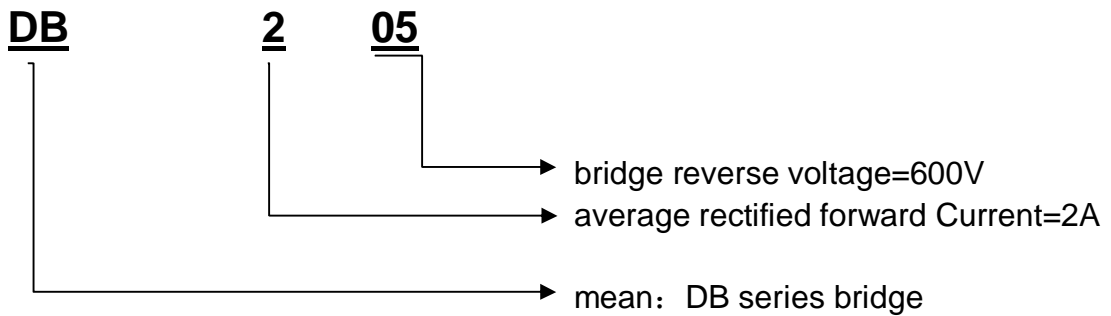 DB 2 05
bridge reverse voltage=600V
average rectified forward Current=2A
mean：DB series bridge